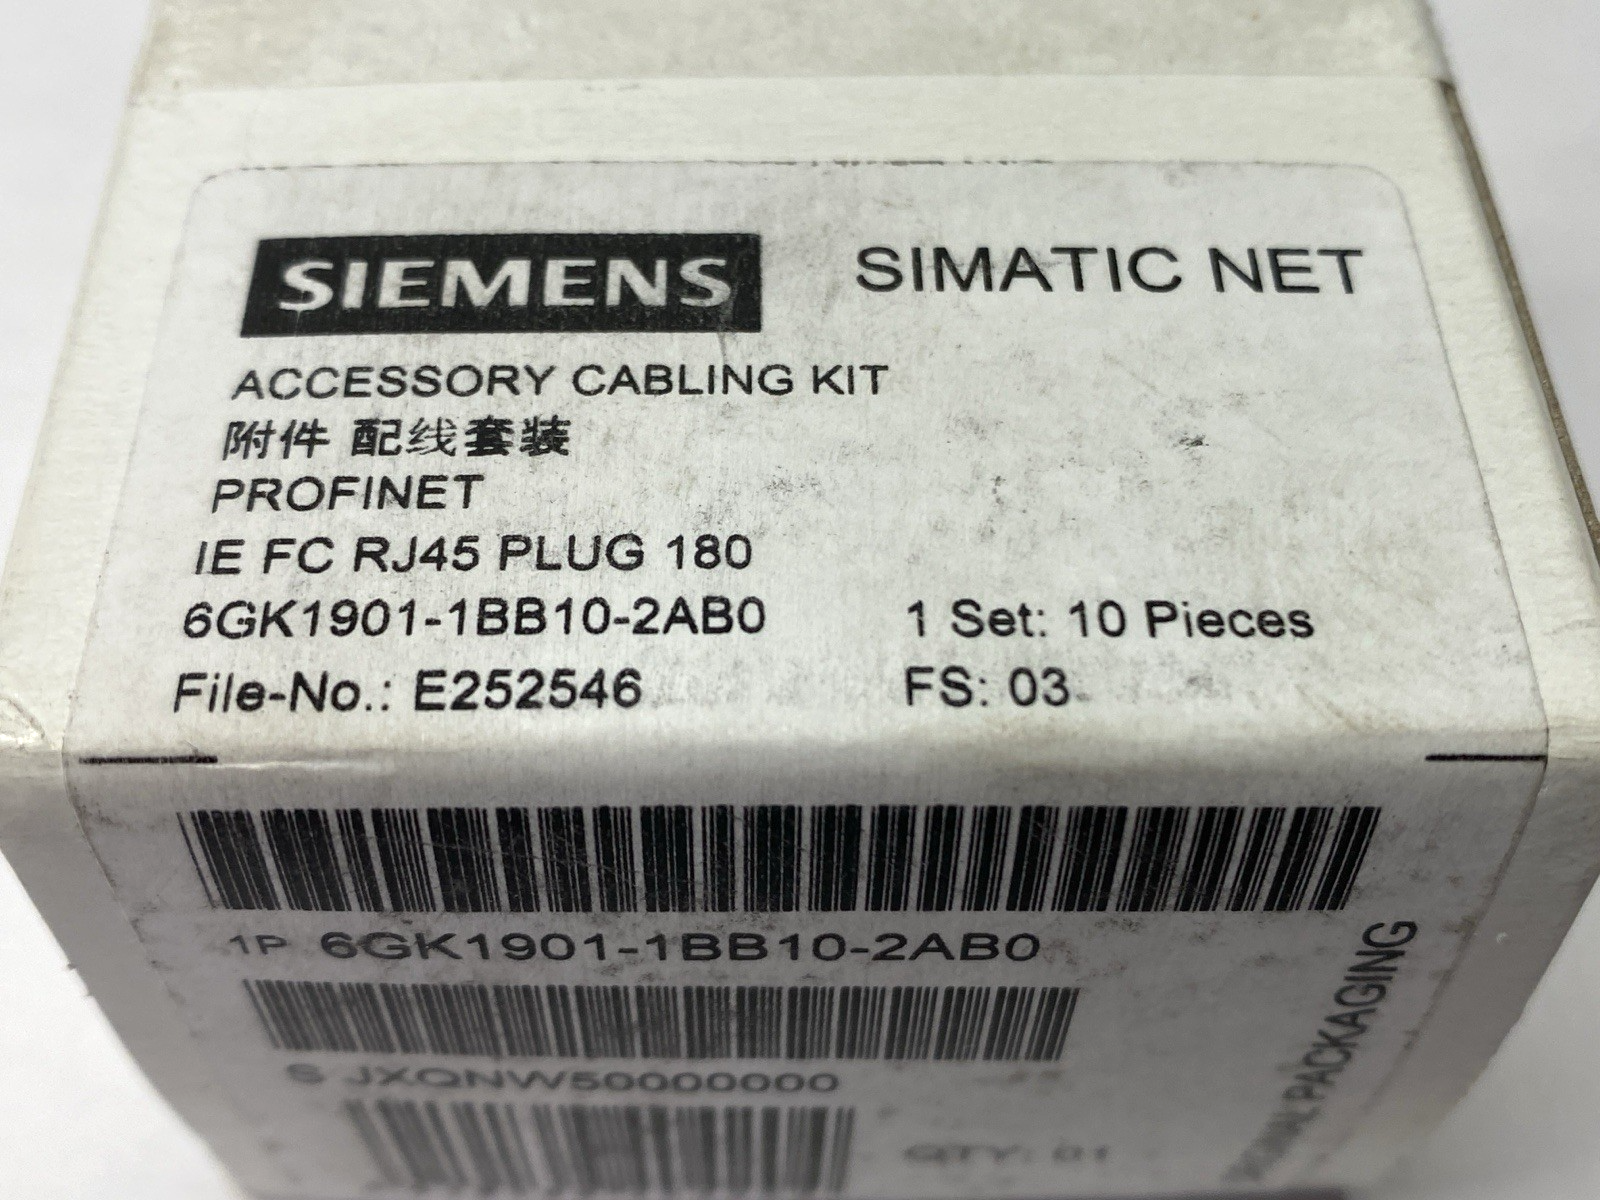 SIEMENS SIMATIC NET
ACCESSORY CABLING KIT
附件 配线套装
PROFINET
IE FC RJ45 PLUG 180
6GK1901-1BB10-2AB0 1 Set: 10 Pieces
File-No.: E252546 FS: 03
1P 6GK1901-1BB10-2AB0
S JXQNW50000000
QTY: 01
ORIGINAL PACKAGING